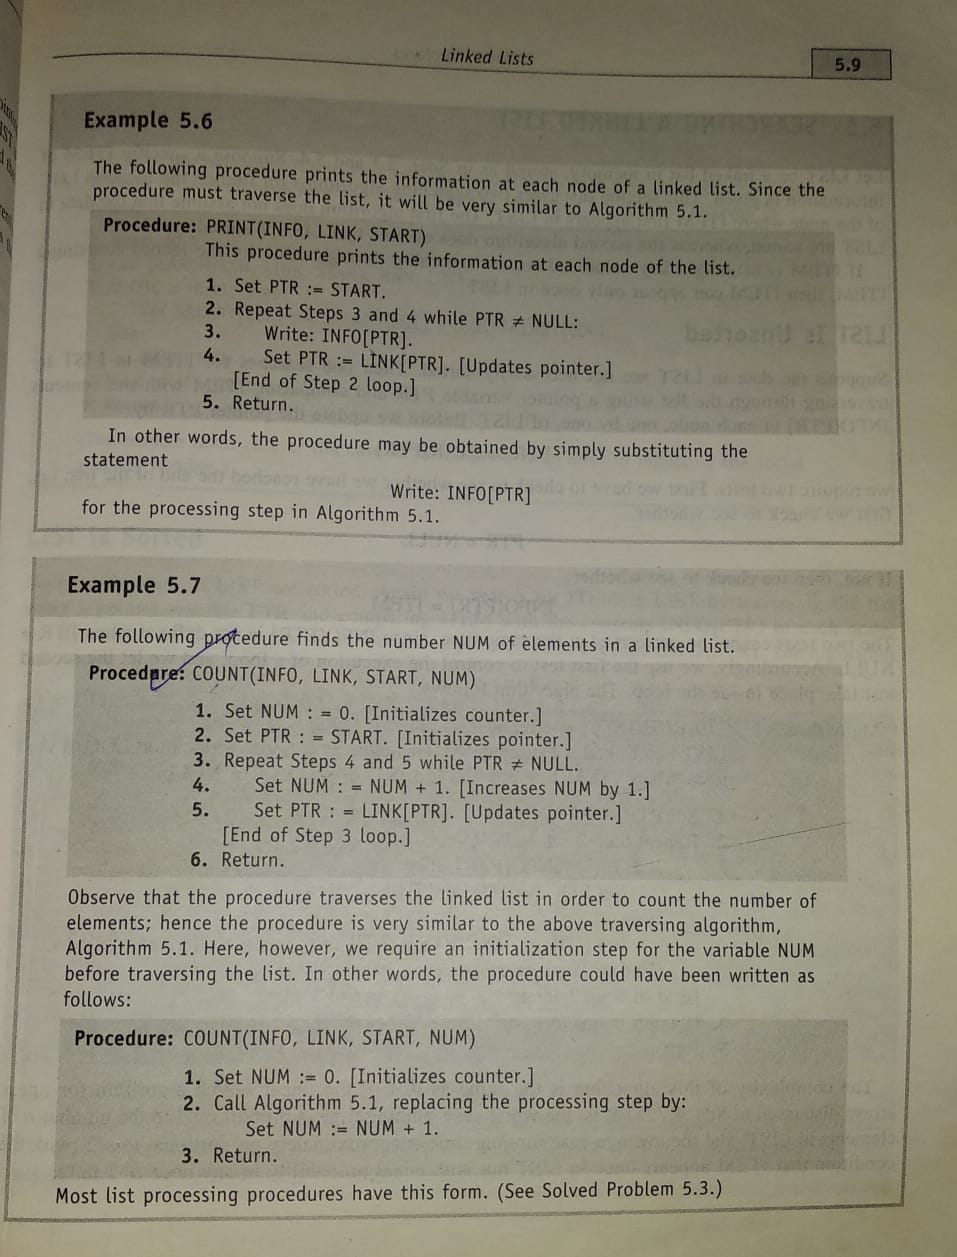 Linked Lists
5.9
Example 5.6
The following procedure prints the information at each node of a linked list. Since the
procedure must traverse the list, it will be very similar to Algorithm 5.1.
Procedure: PRINT(INFO, LINK, START)
This procedure prints the information at each node of the list.
1. Set PTR := START.
2. Repeat Steps 3 and 4 while PTR ≠ NULL:
3. Write: INFO[PTR].
4. Set PTR := LINK[PTR]. [Updates pointer.]
[End of Step 2 loop.]
5. Return.
In other words, the procedure may be obtained by simply substituting the
statement
Write: INFO[PTR]
for the processing step in Algorithm 5.1.
Example 5.7
The following procedure finds the number NUM of elements in a linked list.
Procedure: COUNT(INFO, LINK, START, NUM)
1. Set NUM : = 0. [Initializes counter.]
2. Set PTR : = START. [Initializes pointer.]
3. Repeat Steps 4 and 5 while PTR ≠ NULL.
4. Set NUM : = NUM + 1. [Increases NUM by 1.]
5. Set PTR : = LINK[PTR]. [Updates pointer.]
[End of Step 3 loop.]
6. Return.
Observe that the procedure traverses the linked list in order to count the number of
elements; hence the procedure is very similar to the above traversing algorithm,
Algorithm 5.1. Here, however, we require an initialization step for the variable NUM
before traversing the list. In other words, the procedure could have been written as
follows:
Procedure: COUNT(INFO, LINK, START, NUM)
1. Set NUM := 0. [Initializes counter.]
2. Call Algorithm 5.1, replacing the processing step by:
Set NUM := NUM + 1.
3. Return.
Most list processing procedures have this form. (See Solved Problem 5.3.)